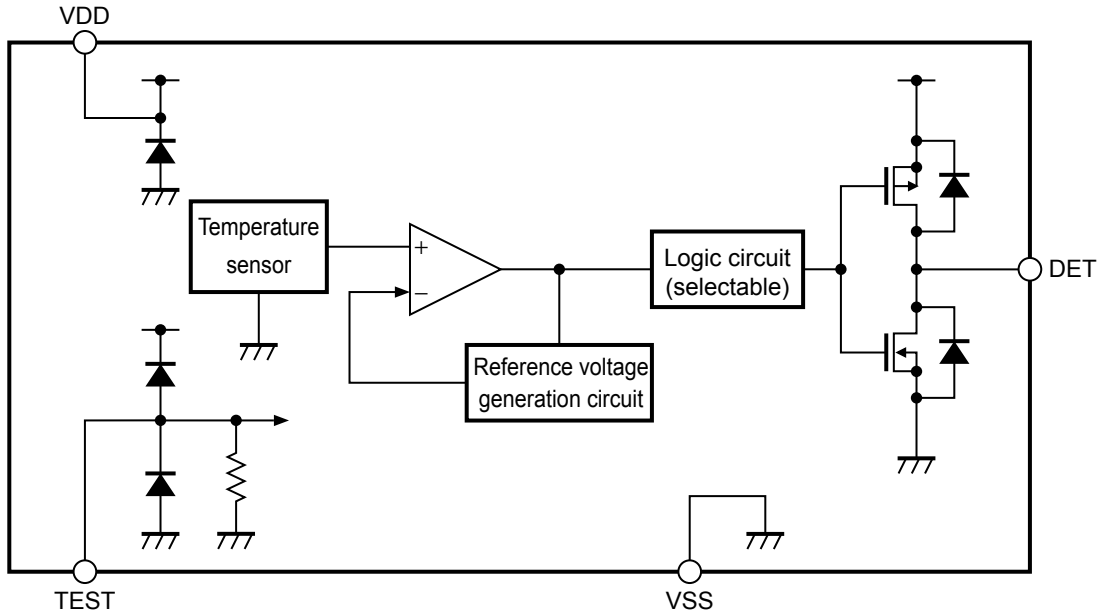 VDD
Temperature
sensor
+
−
Logic circuit
(selectable)
DET
Reference voltage
generation circuit
TEST
VSS